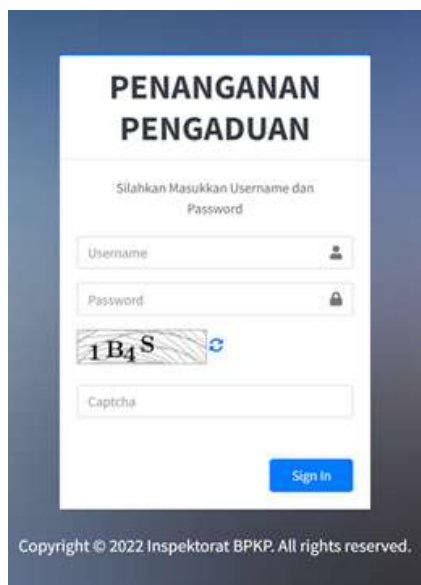 PENANGANAN
PENGADUAN
Silahkan Masukkan Username dan
Password
Username
Password
1B4S
Captcha
Sign In
Copyright © 2022 Inspektorat BPKP. All rights reserved.